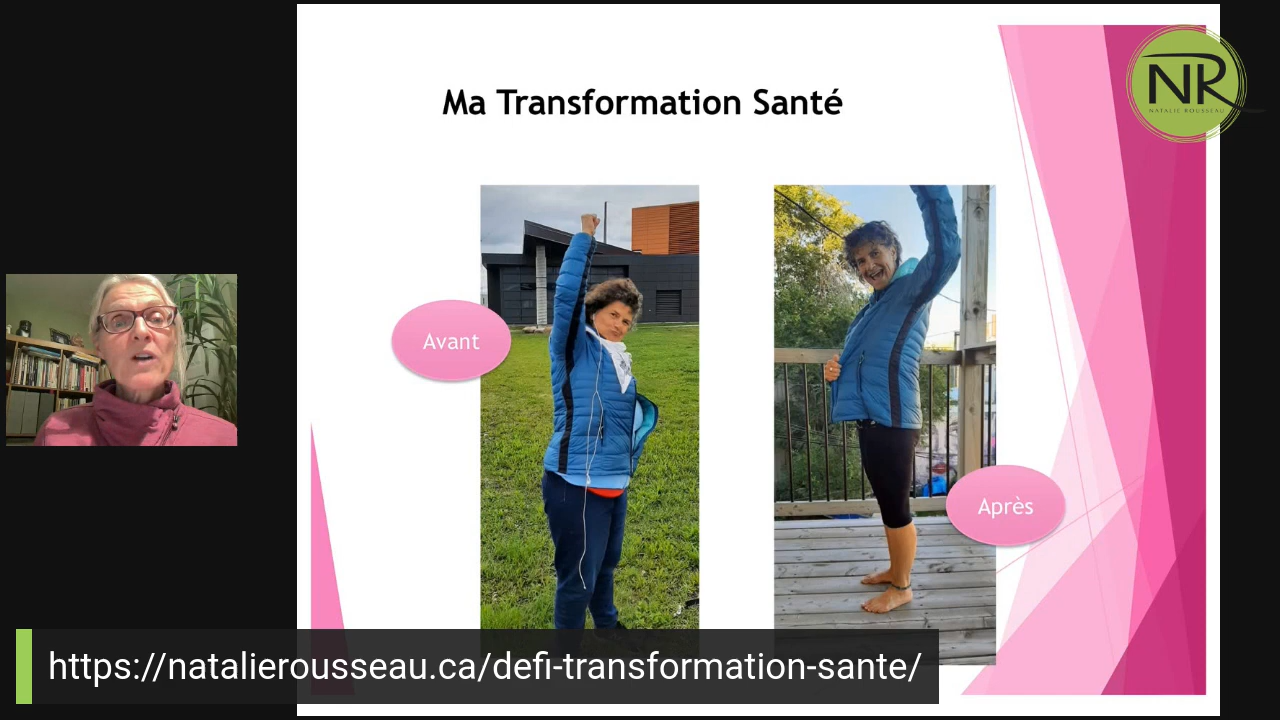 Ma Transformation Santé
NR
NATALIE ROUSSEAU
Avant
Après
https://natalierousseau.ca/defi-transformation-sante/